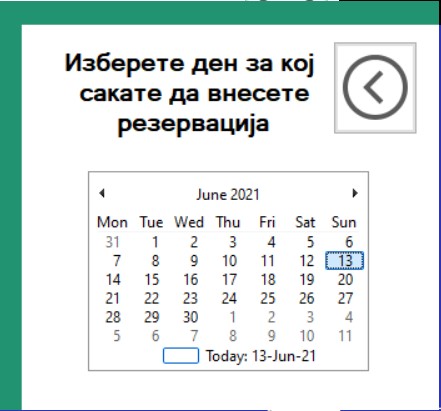 Изберете ден за кој
сакате да внесете
резервација
June 2021
Mon Tue Wed Thu Fri Sat Sun
31 1 2 3 4 5 6
7 8 9 10 11 12 13
14 15 16 17 18 19 20
21 22 23 24 25 26 27
28 29 30 1 2 3 4
5 6 7 8 9 10 11
Today: 13-Jun-21